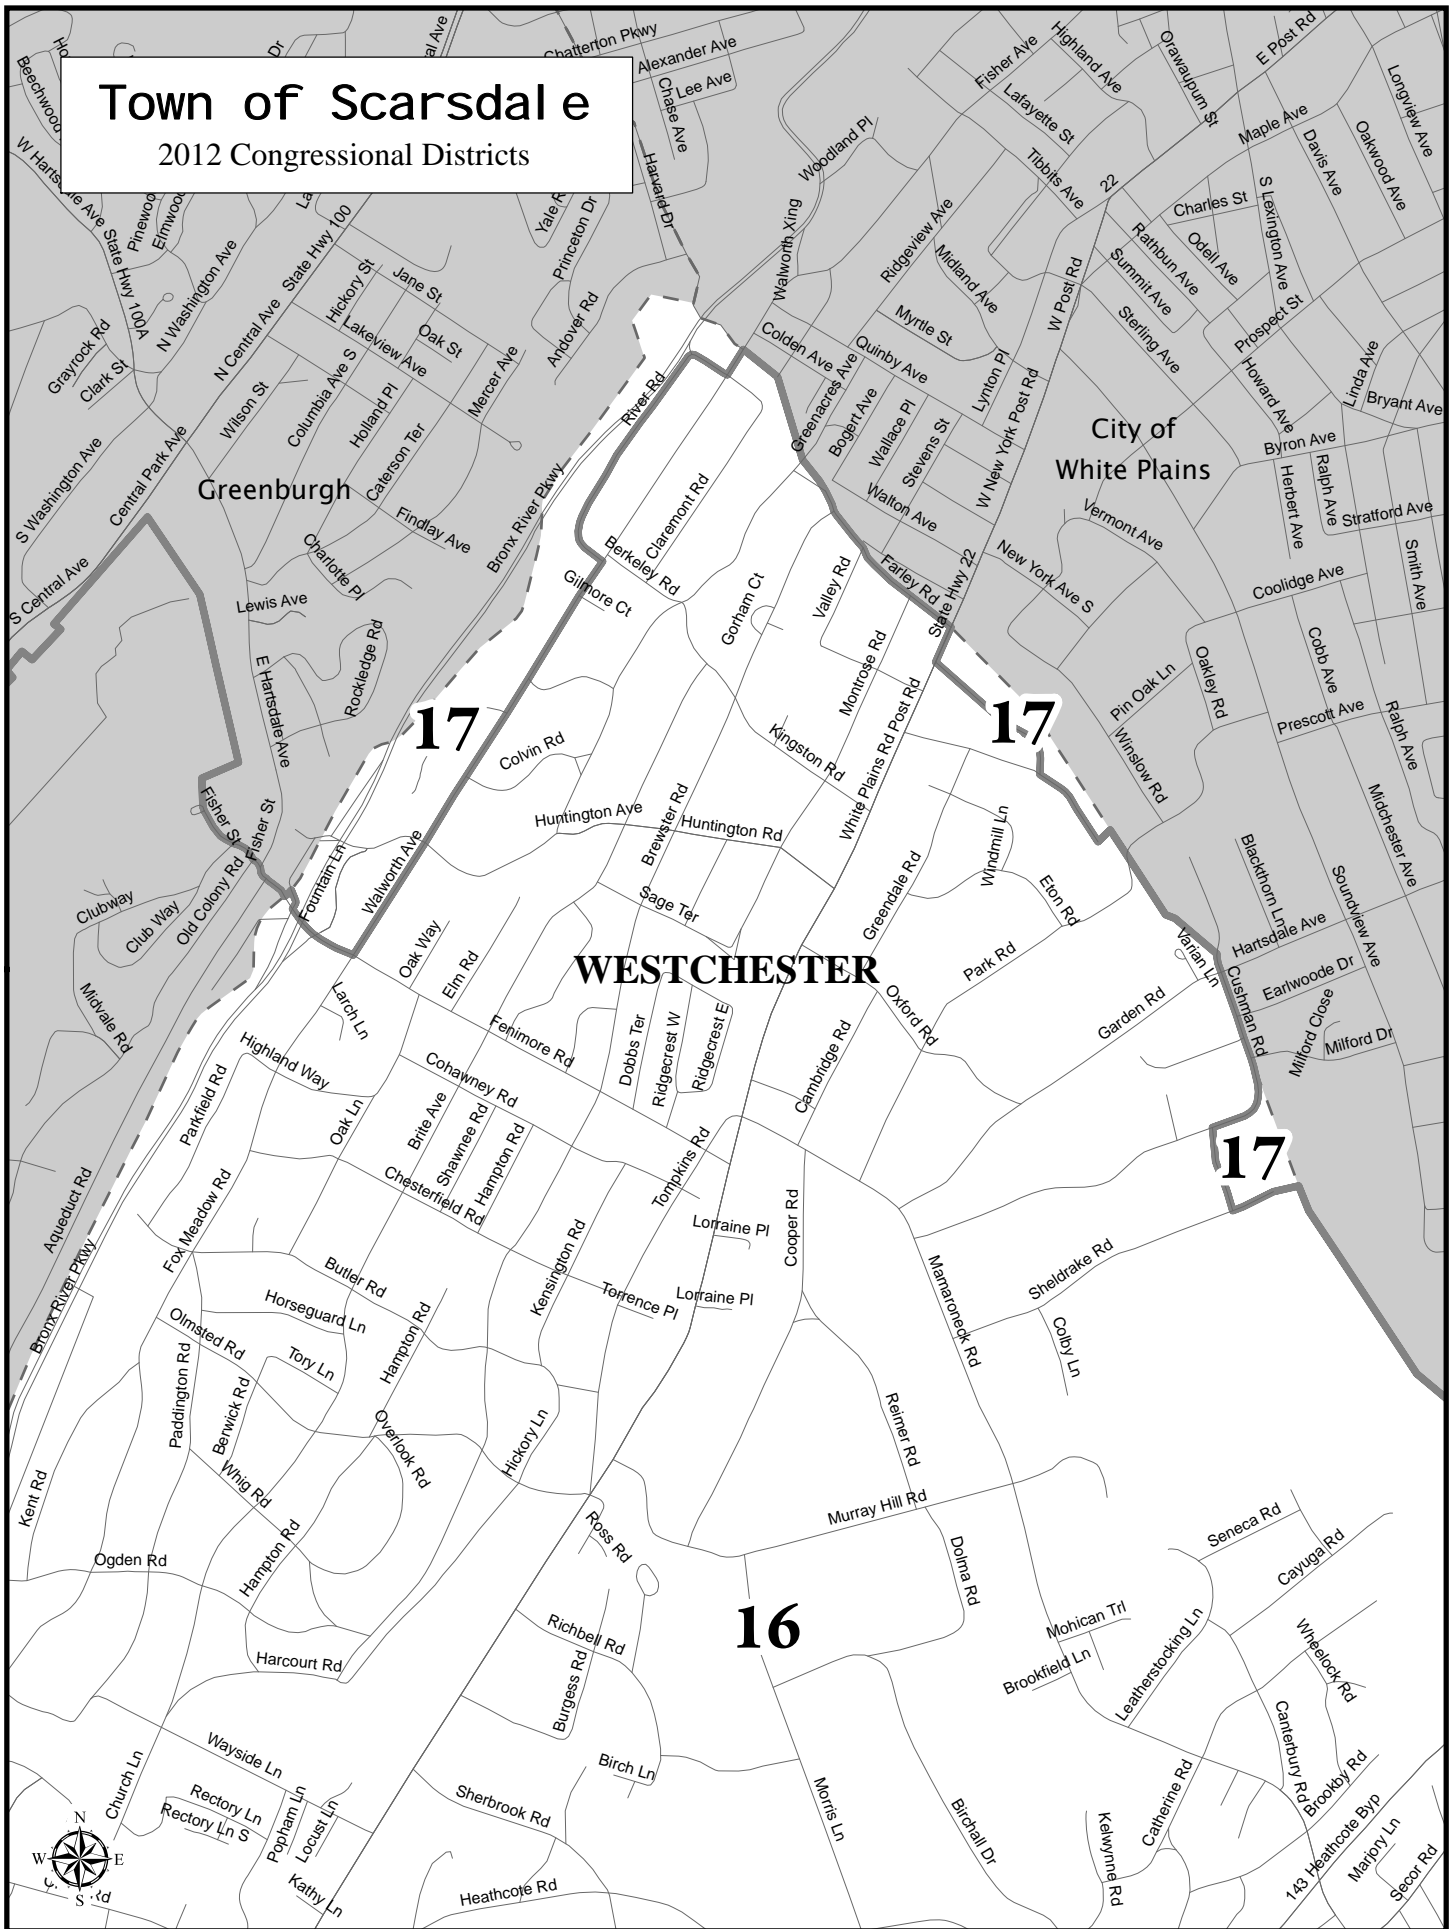 Town of Scarsdale
2012 Congressional Districts
Chatterton Pkwy
Alexander Ave
Lee Ave
Chase Ave
Harvard Dr
Woodland Pl
Fisher Ave
Highland Ave
Lafayette St
Orawaupum St
E Post Rd
Longview Ave
Maple Ave
Davis Ave
Oakwood Ave
Tibbits Ave
22
Charles St
S Lexington Ave
Rathbun Ave
Odell Ave
Summit Ave
Sterling Ave
Prospect St
W Post Rd
Ridgeview Ave
Midland Ave
Walworth Xing
W Hartsdale Ave
State Hwy 100A
N Washington Ave
State Hwy 100
N Central Ave
Hickory St
Jane St
Lakeview Ave
Oak St
Princeton Dr
Andover Rd
Mercer Ave
Grayrock Rd
Clark St
Wilson St
Columbia Ave S
Holland Pl
Caterson Ter
River Rd
Colden Ave
Quinby Ave
Myrtle St
Greenacres Ave
Bogert Ave
Wallace Pl
Stevens St
Lynton Pl
Walton Ave
W New York Post Rd
Howard Ave
Linda Ave
Bryant Ave
City of
White Plains
Byron Ave
Herbert Ave
Ralph Ave
Stratford Ave
Smith Ave
Vermont Ave
Coolidge Ave
New York Ave S
S Washington Ave
Central Park Ave
S Central Ave
Greenburgh
Findlay Ave
Charlotte Pl
Bronx River Pkwy
Claremont Rd
Berkeley Rd
Gilmore Ct
Lewis Ave
Rockledge Rd
E Hartsdale Ave
Gorham Ct
Valley Rd
Farley Rd
State Hwy 22
Montrose Rd
Kingston Rd
White Plains Rd
Post Rd
Cobb Ave
Oakley Rd
Pin Oak Ln
Prescott Ave
Ralph Ave
Winslow Rd
Midchester Ave
17
17
Colvin Rd
Huntington Ave
Huntington Rd
Brewster Rd
Windmill Ln
Greendale Rd
Eton Rd
Blackthorn Ln
Soundview Ave
Fisher St
Fisher St
Fountain Ln
Walworth Ave
Clubway
Club Way
Old Colony Rd
Midvale Rd
Oak Way
Elm Rd
Sage Ter
WESTCHESTER
Park Rd
Oxford Rd
Garden Rd
Varian Ln
Hartsdale Ave
Earlwoode Dr
Cushman Rd
Milford Close
Milford Dr
Larch Ln
Highland Way
Parkfield Rd
Fenimore Rd
Dobbs Ter
Ridgecrest W
Ridgecrest E
Cambridge Rd
Cohawney Rd
Oak Ln
Brite Ave
Shawnee Rd
Hampton Rd
Chesterfield Rd
Tompkins Rd
17
Aqueduct Rd
Fox Meadow Rd
Bronx River Pkwy
Lorraine Pl
Cooper Rd
Mamaroneck Rd
Sheldrake Rd
Colby Ln
Butler Rd
Horseguard Ln
Kensington Rd
Torrence Pl
Lorraine Pl
Olmsted Rd
Tory Ln
Hampton Rd
Paddington Rd
Berwick Rd
Overlook Rd
Hickory Ln
Reimer Rd
Kent Rd
Whig Rd
Hampton Rd
Ogden Rd
Ross Rd
Murray Hill Rd
Dolma Rd
Seneca Rd
Cayuga Rd
16
Mohican Trl
Brookfield Ln
Leatherstocking Ln
Wheelock Rd
Richbell Rd
Burgess Rd
Harcourt Rd
Canterbury Rd
Wayside Ln
Church Ln
Rectory Ln
Rectory Ln S
Popham Ln
Locust Ln
Kathy Ln
Birch Ln
Sherbrook Rd
Heathcote Rd
Morris Ln
Birchall Dr
Kelwynne Rd
Catherine Rd
Brookby Rd
143
Heathcote Byp
Marjory Ln
Secor Rd
N
W
E
S